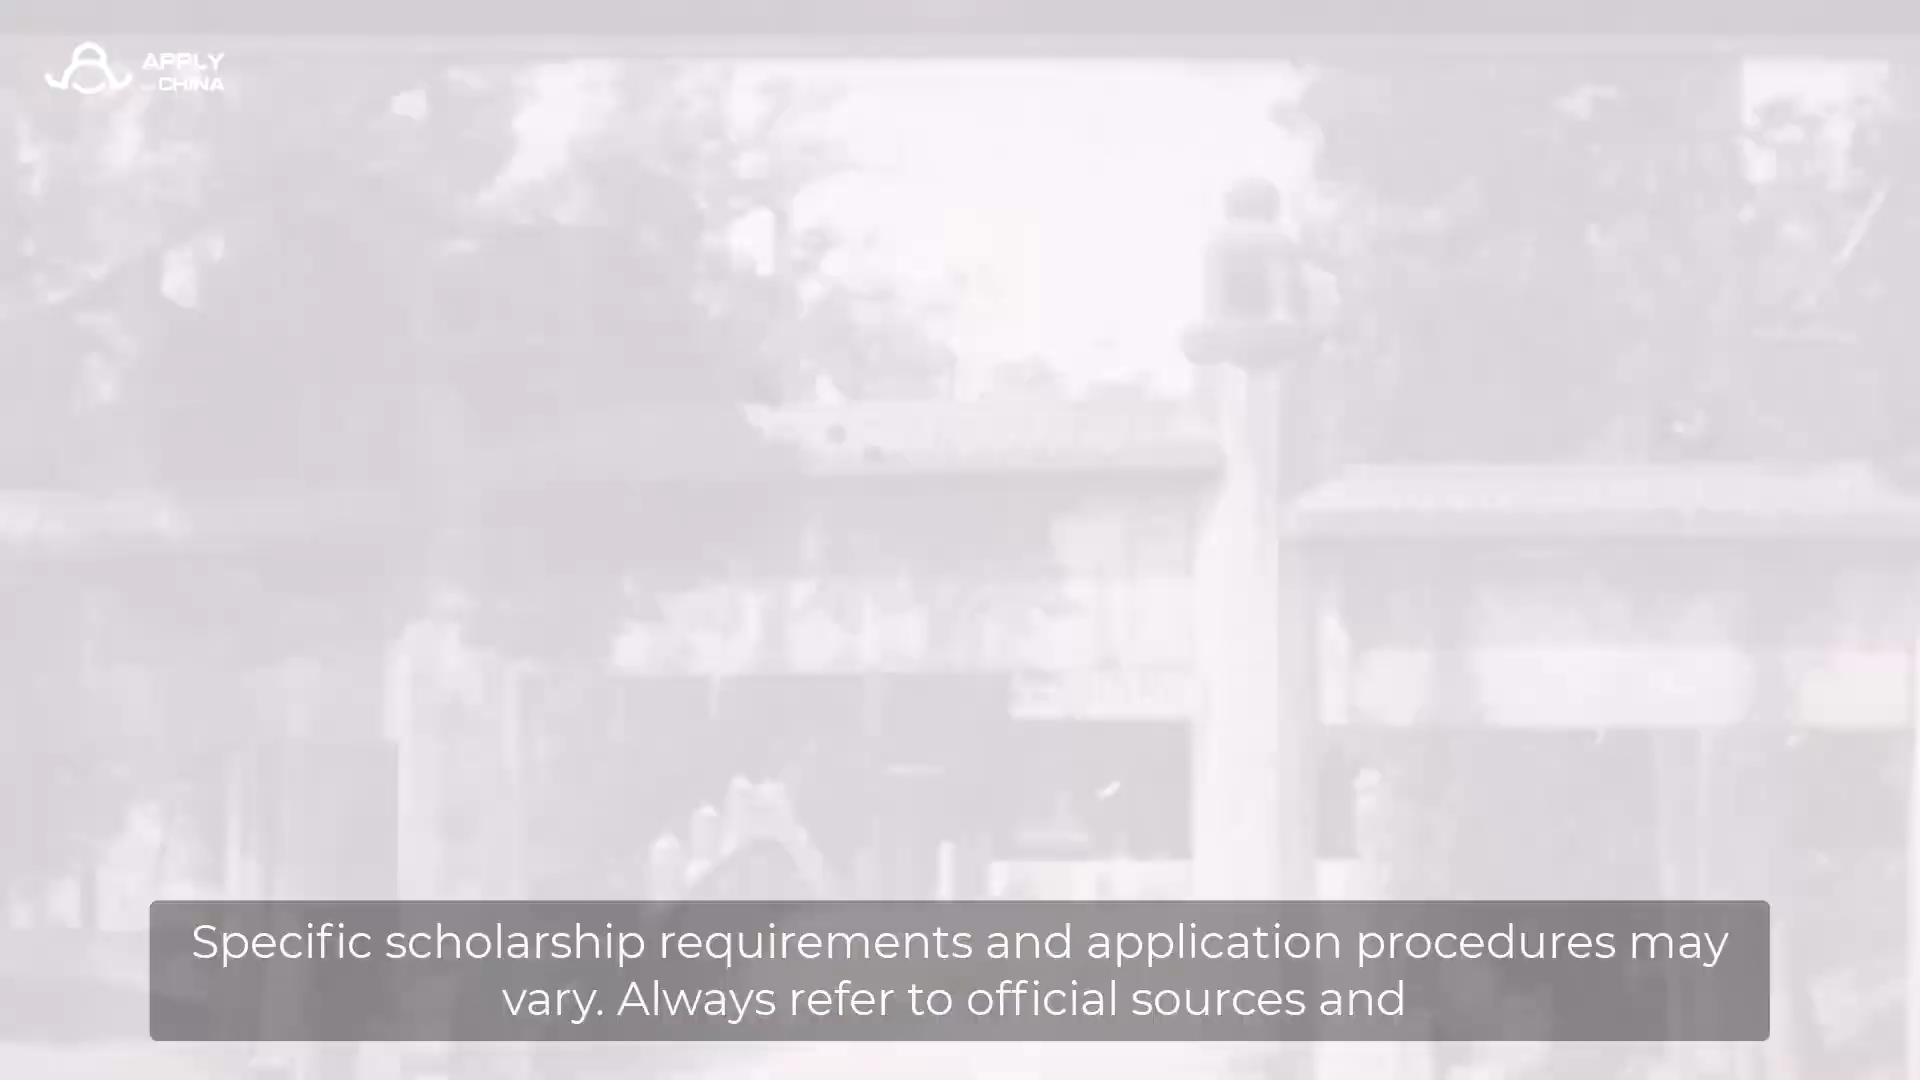 APPLY
CHINA
Specific scholarship requirements and application procedures may
vary. Always refer to official sources and